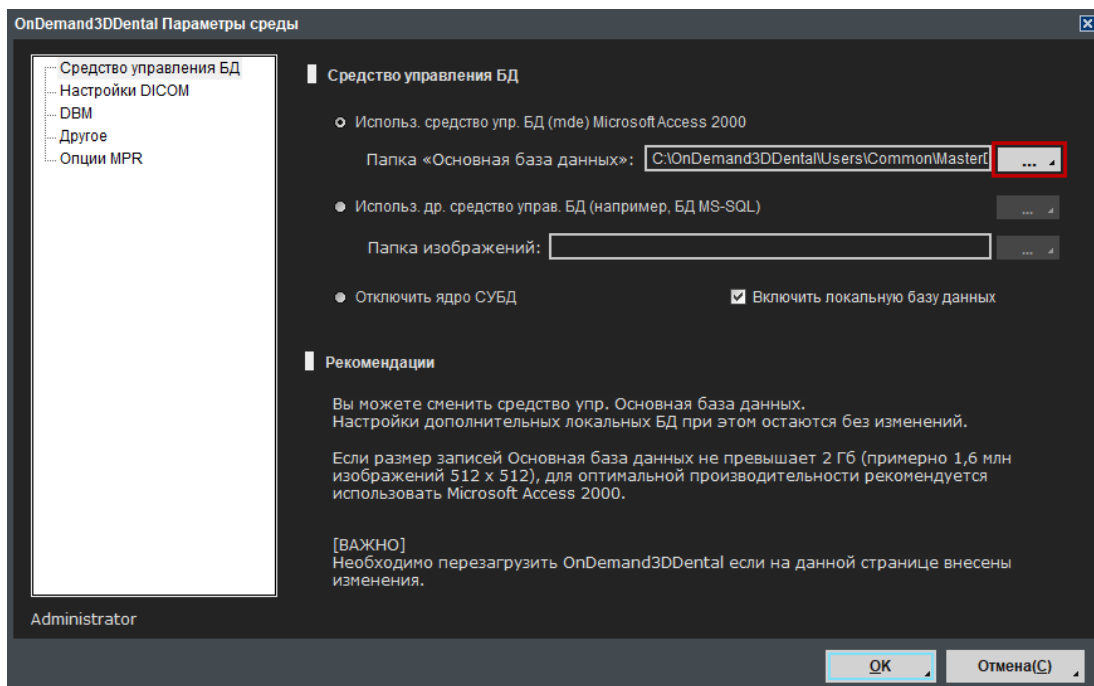 OnDemand3DDental Параметры среды
Средство управления БД
Настройки DICOM
DBM
Другое
Опции MPR
Средство управления БД
Использ. средство упр. БД (mde) Microsoft Access 2000
Папка «Основная база данных»: C:\OnDemand3DDental\Users\Common\Master ...
Использ. др. средство управ. БД (например, БД MS-SQL) ...
Папка изображений: ...
Отключить ядро СУБД Включить локальную базу данных
Рекомендации
Вы можете сменить средство упр. Основная база данных.
Настройки дополнительных локальных БД при этом остаются без изменений.
Если размер записей Основная база данных не превышает 2 Гб (примерно 1,6 млн
изображений 512 x 512), для оптимальной производительности рекомендуется
использовать Microsoft Access 2000.
[ВАЖНО]
Необходимо перезагрузить OnDemand3DDental если на данной странице внесены
изменения.
Administrator
OK Отмена(C)